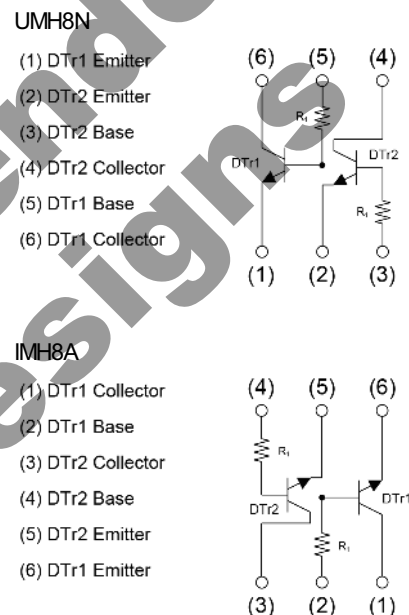 UMH8N
(1) DTr1 Emitter
(2) DTr2 Emitter
(3) DTr2 Base
(4) DTr2 Collector
(5) DTr1 Base
(6) DTr1 Collector
(6) (5) (4)
R1
DTr1 DTr2
R1
(1) (2) (3)
IMH8A
(1) DTr1 Collector
(2) DTr1 Base
(3) DTr2 Collector
(4) DTr2 Base
(5) DTr2 Emitter
(6) DTr1 Emitter
(4) (5) (6)
R1
DTr2 DTr1
R1
(3) (2) (1)
esigns